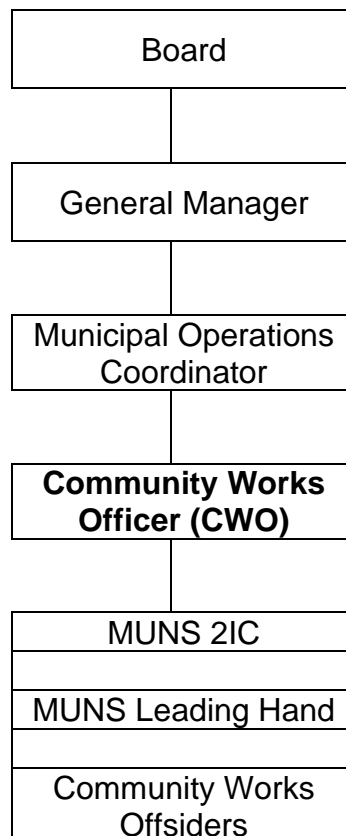 Board
General Manager
Municipal Operations
Coordinator
Community Works
Officer (CWO)
MUNS 2IC
MUNS Leading Hand
Community Works
Offsiders